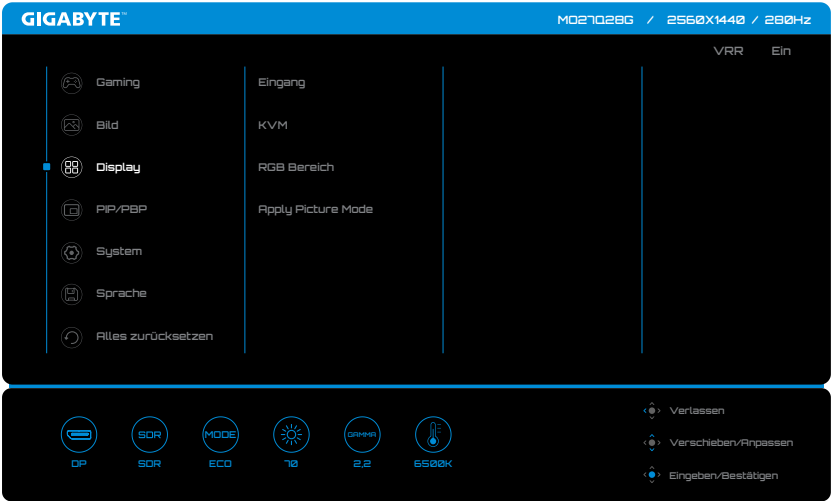 GIGABYTE™ MO27Q28G / 2560X1440 / 280Hz
VRR Ein
Gaming Eingang
Bild KVM
Display RGB Bereich
PIP/PBP Apply Picture Mode
System
Sprache
Alles zurücksetzen
Verlassen
SDR MODE GAMMA
Verschieben/Anpassen
DP SDR ECO 70 2,2 6500K
Eingeben/Bestätigen